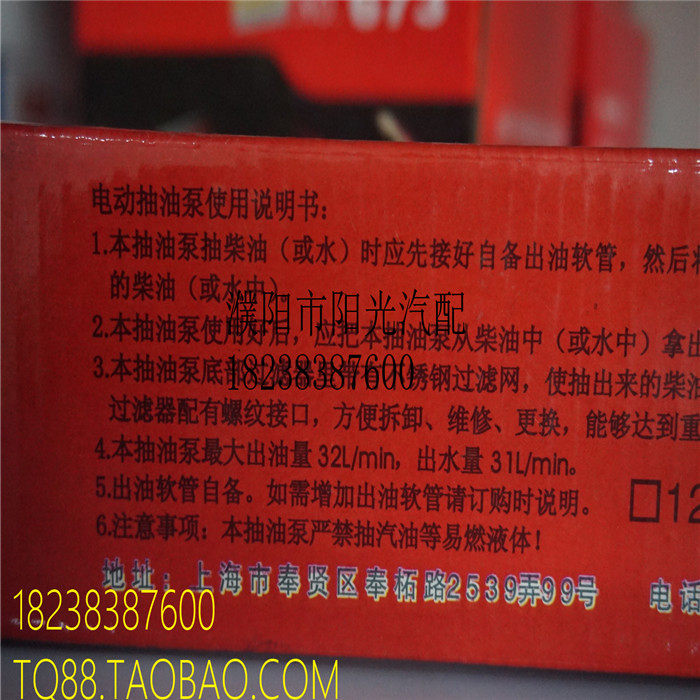 673
电动抽油泵使用说明书：
1.本抽油泵抽柴油（或水）时应先接好自备出油软管，然后
的柴油（或水中）
濮阳市阳光汽配
2.本抽油泵使用好后，应把本抽油泵从柴油中（或水中）拿出
18238387600
3.本抽油泵底 锈钢过滤网，使抽出来的柴油
过滤器配有螺纹接口，方便拆卸、维修、更换，能够达到重
4.本抽油泵最大出油量 32L/min，出水量 31L/min。
5.出油软管自备。如需增加出油软管请订购时说明。
□12
6.注意事项：本抽油泵严禁抽汽油等易燃液体！
地址：上海市奉贤区奉柘路2539弄99号 电话
18238387600
TQ88.TAOBAO.COM